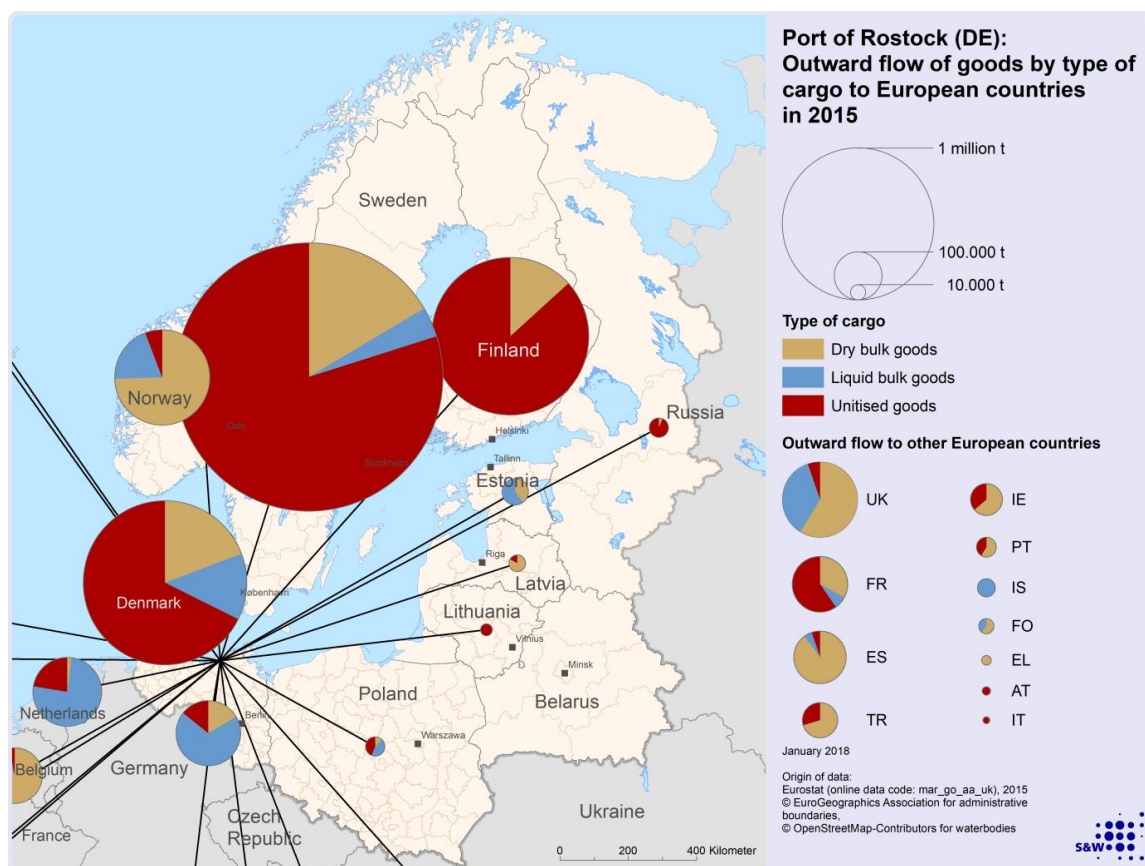 Port of Rostock (DE):
Outward flow of goods by type of
cargo to European countries
in 2015
1 million t
100.000 t
10.000 t
Type of cargo
Dry bulk goods
Liquid bulk goods
Unitised goods
Outward flow to other European countries
UK
FR
ES
TR
IE
PT
IS
FO
EL
AT
IT
January 2018
Origin of data:
Eurostat (online data code: mar_go_aa_uk), 2015
© EuroGeographics Association for administrative
boundaries,
© OpenStreetMap-Contributors for waterbodies
S&W
Sweden
Finland
Norway
Oslo
Stockholm
Helsinki
Russia
Tallinn
Estonia
Riga
Latvia
Denmark
København
Lithuania
Vilnius
Minsk
Belarus
Poland
Warszawa
Netherlands
Berlin
Germany
Belgium
Czech
Republic
Ukraine
France
0 200 400 Kilometer